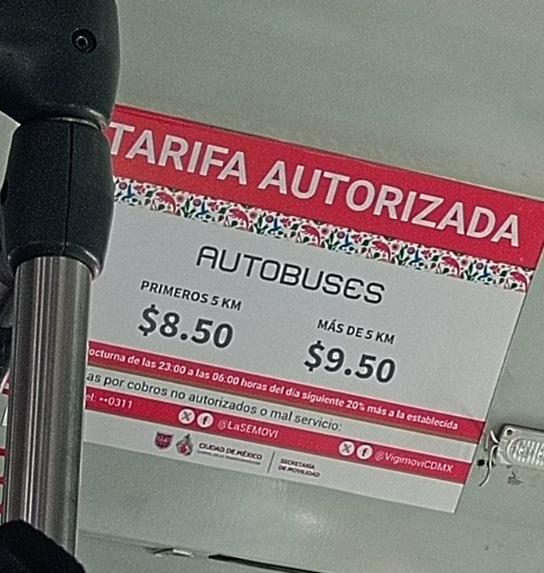 TARIFA AUTORIZADA
AUTOBUSES
PRIMEROS 5 KM
$8.50
MÁS DE 5 KM
$9.50
octurna de las 23:00 a las 06:00 horas del día siguiente 20% más a la establecida
as por cobros no autorizados o mal servicio:
el: **0311
@LaSEMOVI
@VigimoviCDMX
CIUDAD DE MÉXICO
SECRETARÍA
DE MOVILIDAD